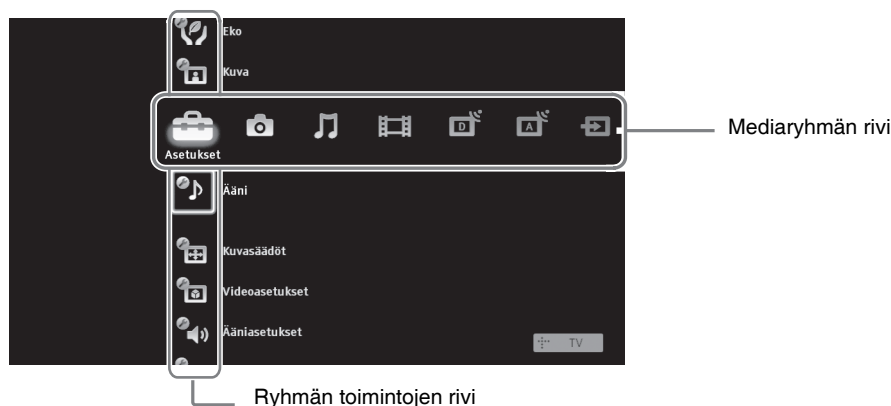 Eko
Kuva
Mediaryhmän rivi
Asetukset
Ääni
Kuvasäädöt
Videoasetukset
Ääniasetukset
TV
Ryhmän toimintojen rivi